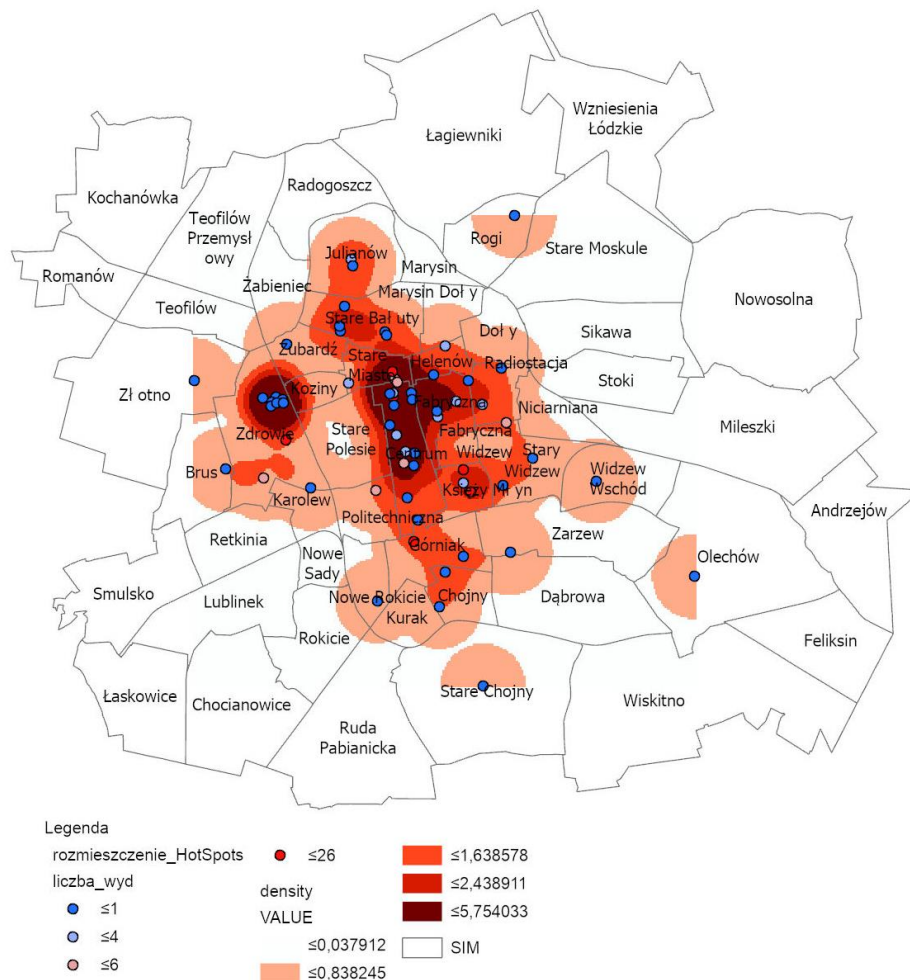 Wzniesienia
Łódzkie
Łagiewniki
Kochanówka
Radogoszcz
Teofilów
Przemysł
owy
Rogi
Stare Moskule
Romanów
Julianów
Marysin
Żabieniec
Marysin Doł y
Nowosolna
Teofilów
Stare Bał uty
Doł y
Sikawa
Żubardź
Stare
Miasto
Helenów
Radiostacja
Stoki
Zł otno
Koziny
Fabryczna
Niciarniana
Mileszki
Zdrowie
Stare
Polesie
Fabryczna
Widzew
Stary
Widzew
Brus
Centrum
Widzew
Wschód
Karolew
Księży Mł yn
Andrzejów
Politechniczna
Retkinia
Górniak
Zarzew
Nowe
Sady
Olechów
Smulsko
Lublinek
Nowe Rokicie
Chojny
Dąbrowa
Kurak
Rokicie
Feliksin
Łaskowice
Chocianowice
Stare Chojny
Wiskitno
Ruda
Pabianicka
Legenda
rozmieszczenie_HotSpots
liczba_wyd
≤1
≤4
≤6
≤26
density
VALUE
≤0,037912
≤0,838245
≤1,638578
≤2,438911
≤5,754033
SIM